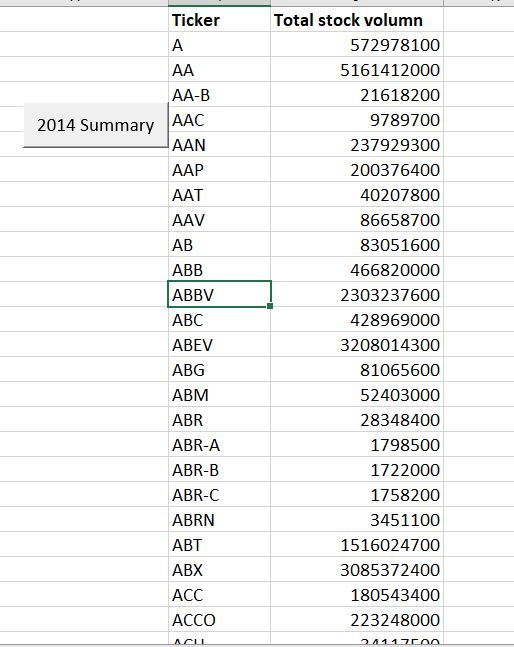 Ticker Total stock volumn
A 572978100
AA 5161412000
AA-B 21618200
2014 Summary
AAC 9789700
AAN 237929300
AAP 200376400
AAT 40207800
AAV 86658700
AB 83051600
ABB 466820000
ABBV 2303237600
ABC 428969000
ABEV 3208014300
ABG 81065600
ABM 52403000
ABR 28348400
ABR-A 1798500
ABR-B 1722000
ABR-C 1758200
ABRN 3451100
ABT 1516024700
ABX 3085372400
ACC 180543400
ACCO 223248000